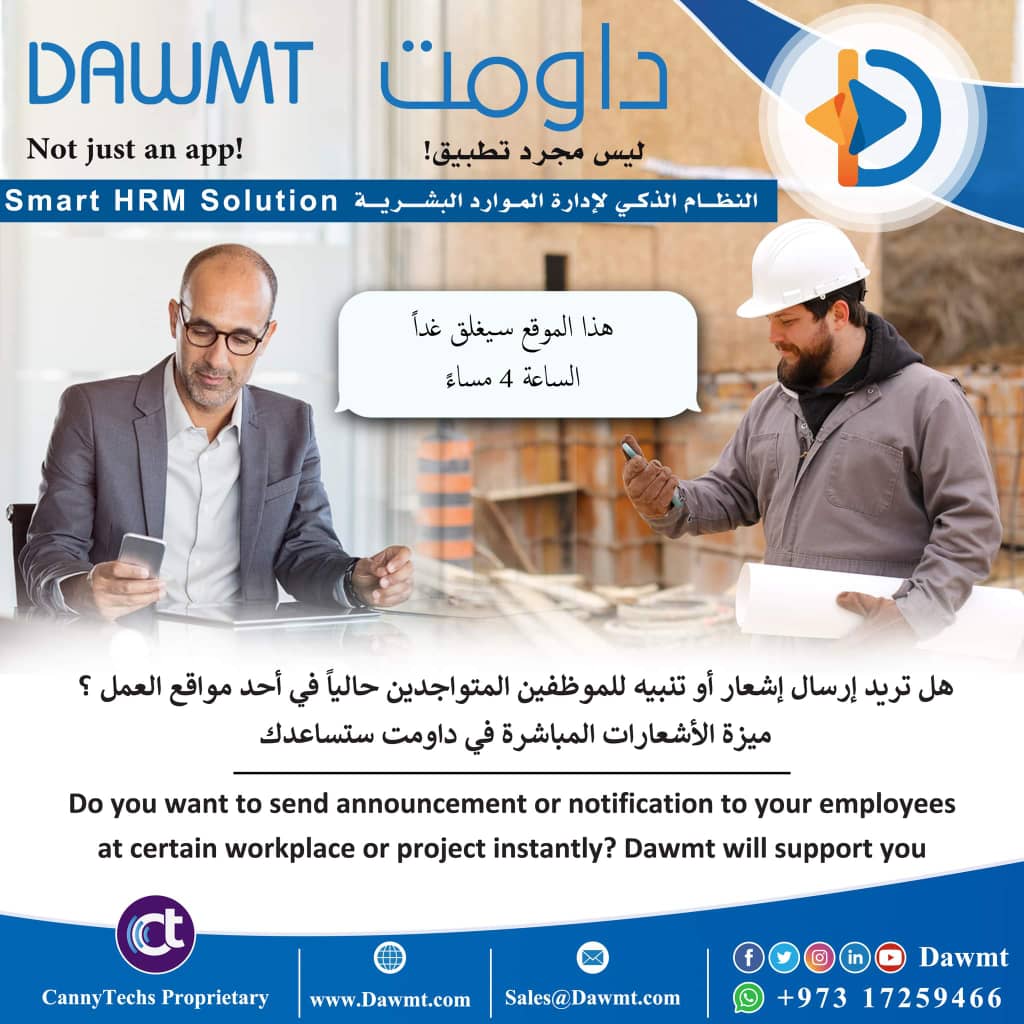 DAWMT
داومت
Not just an app!
ليس مجرد تطبيق!
Smart HRM Solution النظام الذكي لإدارة الموارد البشرية
هذا الموقع سيغلق غداً
الساعة 4 مساءً
هل تريد إرسال إشعار أو تنبيه للموظفين المتواجدين حالياً في أحد مواقع العمل ؟
ميزة الأشعارات المباشرة في داومت ستساعدك
Do you want to send announcement or notification to your employees
at certain workplace or project instantly? Dawmt will support you
ct
CannyTechs Proprietary
www.Dawmt.com
Sales@Dawmt.com
Dawmt
+973 17259466